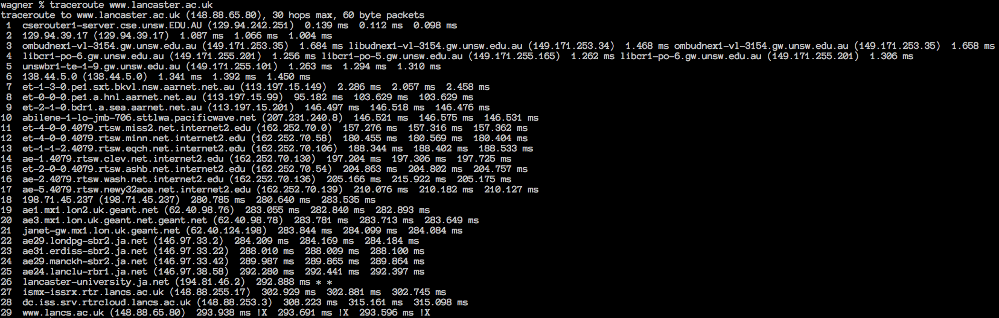 wagner % traceroute www.lancaster.ac.uk
traceroute to www.lancaster.ac.uk (148.88.65.80), 30 hops max, 60 byte packets
 1  cserouter1-server.cse.unsw.EDU.AU (129.94.242.251)  0.139 ms  0.112 ms  0.098 ms
 2  129.94.39.17 (129.94.39.17)  1.087 ms  1.066 ms  1.004 ms
 3  ombudnex1-vl-3154.gw.unsw.edu.au (149.171.253.35)  1.684 ms libudnex1-vl-3154.gw.unsw.edu.au (149.171.253.34)  1.468 ms ombudnex1-vl-3154.gw.unsw.edu.au (149.171.253.35)  1.658 ms
 4  libcr1-po-6.gw.unsw.edu.au (149.171.255.201)  1.256 ms libcr1-po-5.gw.unsw.edu.au (149.171.255.165)  1.262 ms libcr1-po-6.gw.unsw.edu.au (149.171.255.201)  1.306 ms
 5  unswbr1-te-1-9.gw.unsw.edu.au (149.171.255.101)  1.263 ms  1.294 ms  1.310 ms
 6  138.44.5.0 (138.44.5.0)  1.341 ms  1.392 ms  1.450 ms
 7  et-1-3-0.pe1.sxt.bkvl.nsw.aarnet.net.au (113.197.15.149)  2.286 ms  2.057 ms  2.458 ms
 8  et-0-0-0.pe1.a.hnl.aarnet.net.au (113.197.15.99)  95.182 ms  103.629 ms  103.629 ms
 9  et-2-1-0.bdr1.a.sea.aarnet.net.au (113.197.15.201)  146.497 ms  146.518 ms  146.476 ms
10  abilene-1-lo-jmb-706.sttlwa.pacificwave.net (207.231.240.8)  146.521 ms  146.575 ms  146.531 ms
11  et-4-0-0.4079.rtsw.miss2.net.internet2.edu (162.252.70.0)  157.276 ms  157.316 ms  157.362 ms
12  et-4-0-0.4079.rtsw.minn.net.internet2.edu (162.252.70.58)  180.455 ms  180.569 ms  180.404 ms
13  et-1-1-2.4079.rtsw.eqch.net.internet2.edu (162.252.70.106)  188.344 ms  188.402 ms  188.533 ms
14  ae-1.4079.rtsw.clev.net.internet2.edu (162.252.70.130)  197.204 ms  197.306 ms  197.725 ms
15  et-2-0-0.4079.rtsw.ashb.net.internet2.edu (162.252.70.54)  204.863 ms  204.802 ms  204.757 ms
16  ae-2.4079.rtsw.wash.net.internet2.edu (162.252.70.136)  205.166 ms  215.922 ms  205.175 ms
17  ae-5.4079.rtsw.newy32aoa.net.internet2.edu (162.252.70.139)  210.076 ms  210.182 ms  210.127 ms
18  198.71.45.237 (198.71.45.237)  280.785 ms  280.640 ms  283.535 ms
19  ae1.mx1.lon2.uk.geant.net (62.40.98.76)  283.055 ms  282.840 ms  282.893 ms
20  ae3.mx1.lon.uk.geant.net.geant.net (62.40.98.78)  283.781 ms  283.713 ms  283.649 ms
21  janet-gw.mx1.lon.uk.geant.net (62.40.124.198)  283.844 ms  284.099 ms  284.084 ms
22  ae29.londpg-sbr2.ja.net (146.97.33.2)  284.209 ms  284.169 ms  284.184 ms
23  ae31.erdiss-sbr2.ja.net (146.97.33.22)  288.010 ms  288.009 ms  288.100 ms
24  ae29.manckh-sbr2.ja.net (146.97.33.42)  289.987 ms  289.865 ms  289.864 ms
25  ae24.lanclu-rbr1.ja.net (146.97.38.58)  292.280 ms  292.441 ms  292.397 ms
26  lancaster-university.ja.net (194.81.46.2)  292.888 ms * *
27  ismx-issrx.rtr.lancs.ac.uk (148.88.255.17)  302.929 ms  302.881 ms  302.745 ms
28  dc.iss.srv.rtrcloud.lancs.ac.uk (148.88.253.3)  308.223 ms  315.161 ms  315.098 ms
29  www.lancs.ac.uk (148.88.65.80)  293.938 ms !X  293.691 ms !X  293.596 ms !X